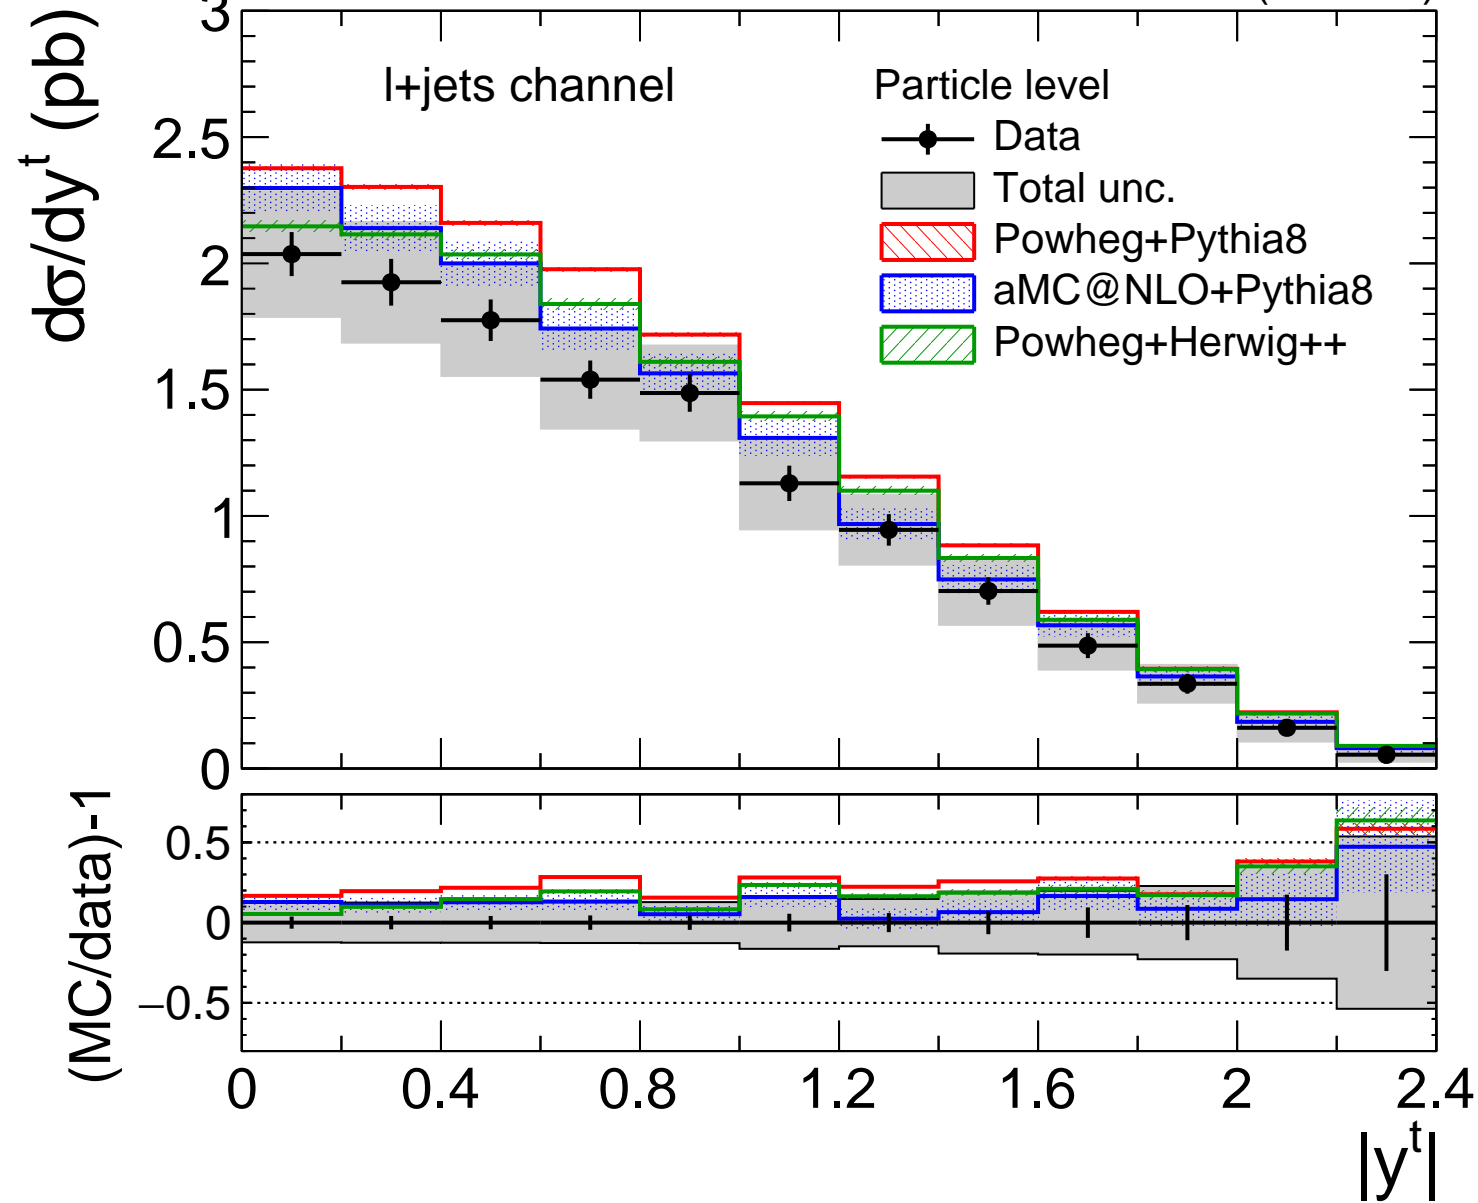 3
dσ/dyᵗ (pb)
l+jets channel
Particle level
Data
Total unc.
Powheg+Pythia8
aMC@NLO+Pythia8
Powheg+Herwig++
2.5
2
1.5
1
0.5
0
(MC/data)-1
0.5
0
−0.5
0 0.4 0.8 1.2 1.6 2 2.4
|yᵗ|